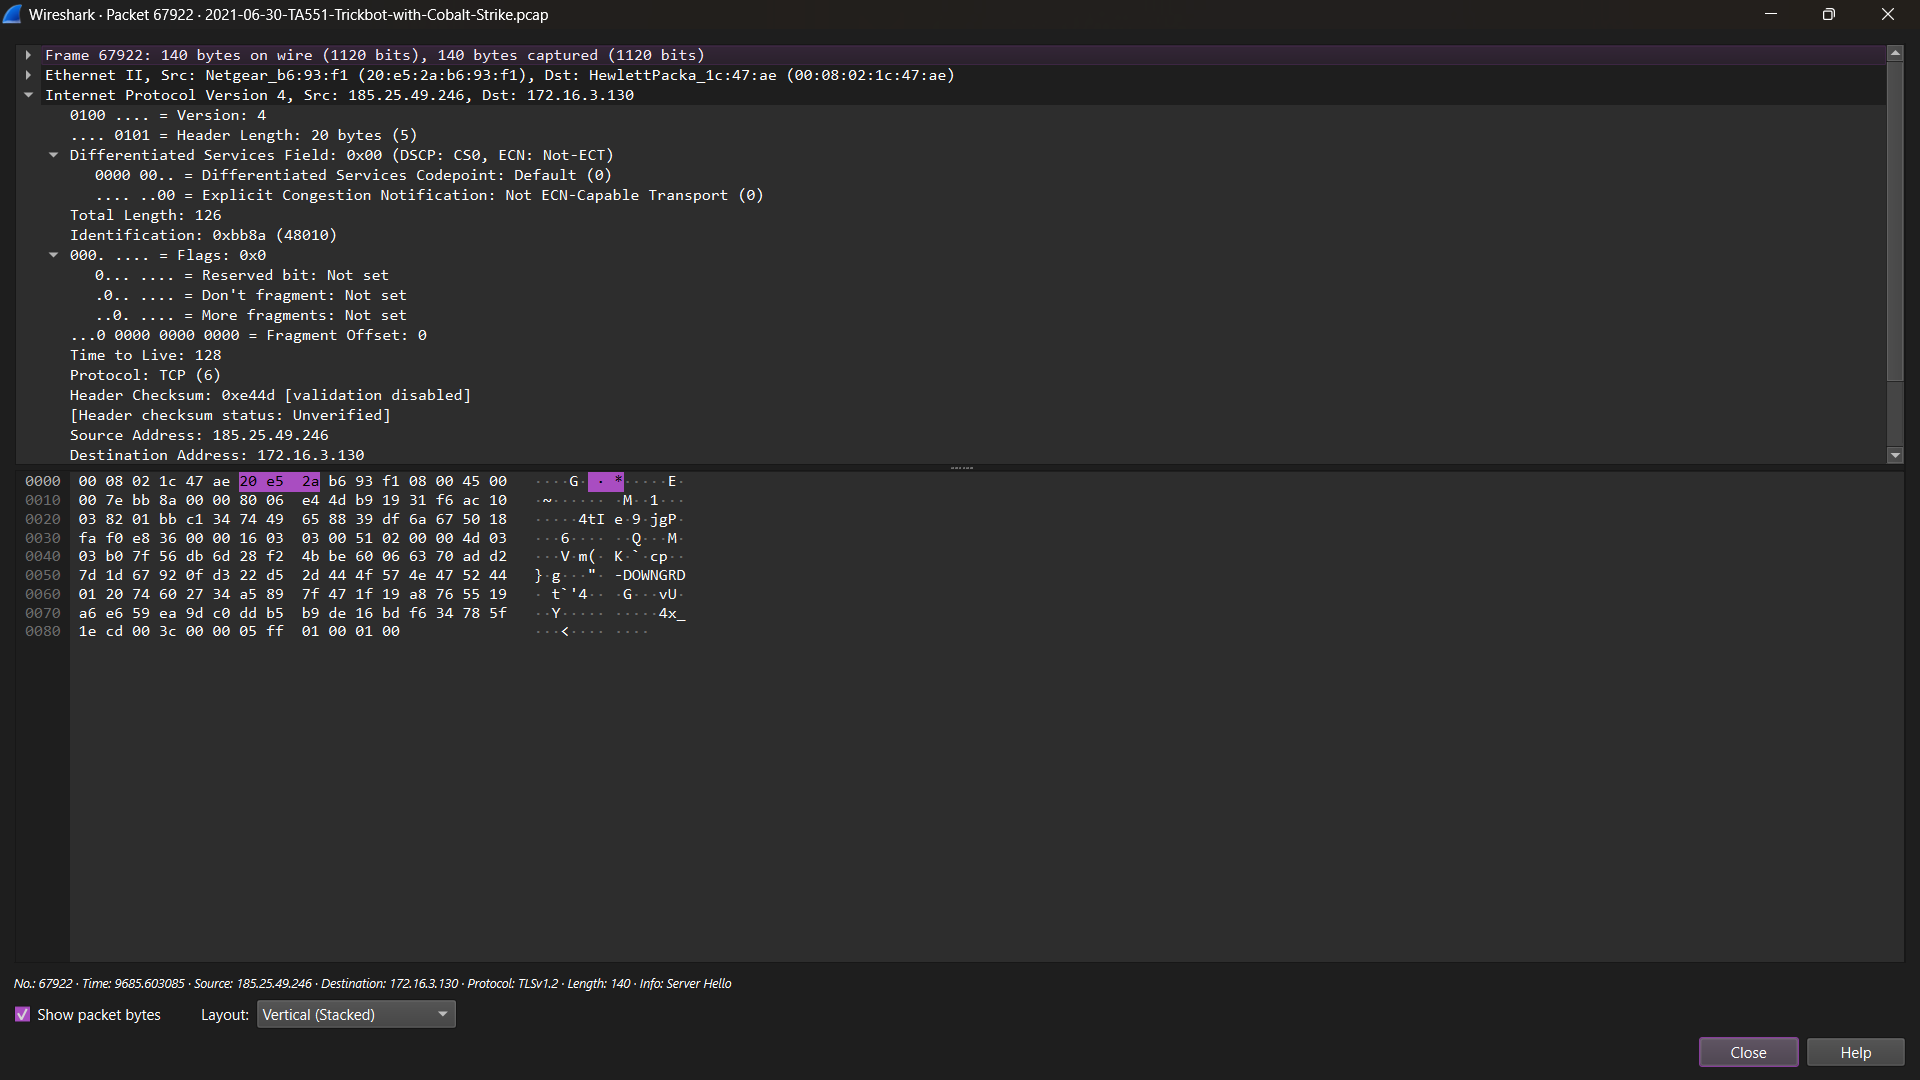 Wireshark · Packet 67922 · 2021-06-30-TA551-Trickbot-with-Cobalt-Strike.pcap
Frame 67922: 140 bytes on wire (1120 bits), 140 bytes captured (1120 bits)
Ethernet II, Src: Netgear_b6:93:f1 (20:e5:2a:b6:93:f1), Dst: HewlettPacka_1c:47:ae (00:08:02:1c:47:ae)
Internet Protocol Version 4, Src: 185.25.49.246, Dst: 172.16.3.130
0100 .... = Version: 4
.... 0101 = Header Length: 20 bytes (5)
Differentiated Services Field: 0x00 (DSCP: CS0, ECN: Not-ECT)
0000 00.. = Differentiated Services Codepoint: Default (0)
.... ..00 = Explicit Congestion Notification: Not ECN-Capable Transport (0)
Total Length: 126
Identification: 0xbb8a (48010)
000. .... = Flags: 0x0
0... .... = Reserved bit: Not set
.0.. .... = Don't fragment: Not set
..0. .... = More fragments: Not set
...0 0000 0000 0000 = Fragment Offset: 0
Time to Live: 128
Protocol: TCP (6)
Header Checksum: 0xe44d [validation disabled]
[Header checksum status: Unverified]
Source Address: 185.25.49.246
Destination Address: 172.16.3.130
0000 00 08 02 1c 47 ae 20 e5 2a b6 93 f1 08 00 45 00 ····G· · *·····E·
0010 00 7e bb 8a 00 00 80 06 e4 4d b9 19 31 f6 ac 10 ·~······ ·M··1···
0020 03 82 01 bb c1 34 74 49 65 88 39 df 6a 67 50 18 ·····4tI e·9·jgP·
0030 fa f0 e8 36 00 00 16 03 03 00 51 02 00 00 4d 03 ···6···· ··Q···M·
0040 03 b0 7f 56 db 6d 28 f2 4b be 60 06 63 70 ad d2 ···V·m(· K·`·cp··
0050 7d 1d 67 92 0f d3 22 d5 2d 44 4f 57 4e 47 52 44 }·g···"· -DOWNGRD
0060 01 20 74 60 27 34 a5 89 7f 47 1f 19 a8 76 55 19 · t`'4·· ·G···vU·
0070 a6 e6 59 ea 9d c0 dd b5 b9 de 16 bd f6 34 78 5f ··Y····· ·····4x_
0080 1e cd 00 3c 00 00 05 ff 01 00 01 00 ···<···· ····
No.: 67922 · Time: 9685.603085 · Source: 185.25.49.246 · Destination: 172.16.3.130 · Protocol: TLSv1.2 · Length: 140 · Info: Server Hello
Show packet bytes Layout: Vertical (Stacked)
Close Help